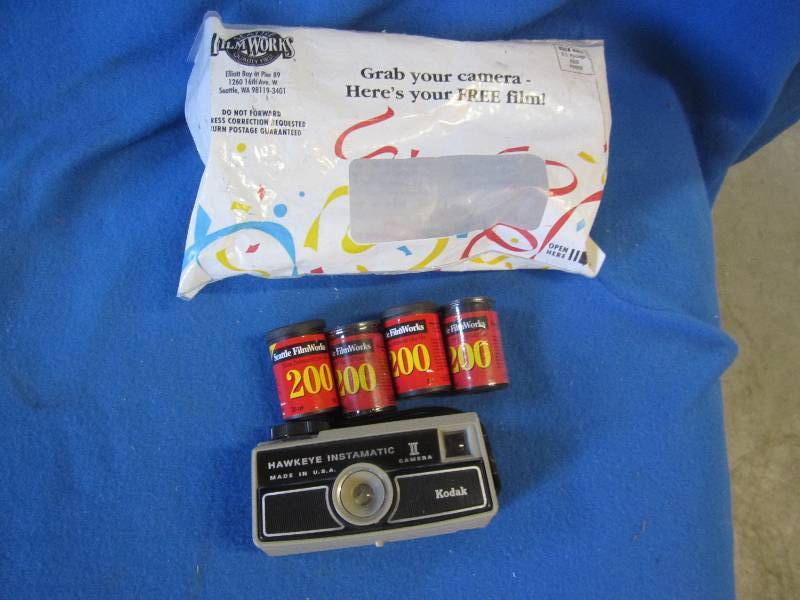 FILMWORKS
Elliott Bay at Pier 89
1260 16th Ave. W.
Seattle, WA 98119-3401
DO NOT FORWARD
RESS CORRECTION REQUESTED
URN POSTAGE GUARANTEED
Grab your camera -
Here's your FREE film!
OPEN
HERE
Seattle FilmWorks
200
e FilmWorks
200
e FilmWorks
200
e FilmWorks
200
HAWKEYE INSTAMATIC II
CAMERA
MADE IN U.S.A.
Kodak